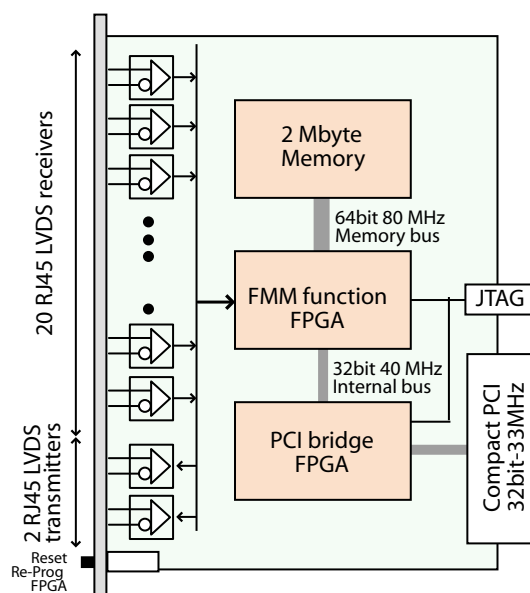 20 RJ45 LVDS receivers
2 RJ45 LVDS
transmitters
Reset
Re-Prog
FPGA
2 Mbyte
Memory
64bit 80 MHz
Memory bus
FMM function
FPGA
32bit 40 MHz
Internal bus
PCI bridge
FPGA
JTAG
Compact PCI
32bit-33MHz